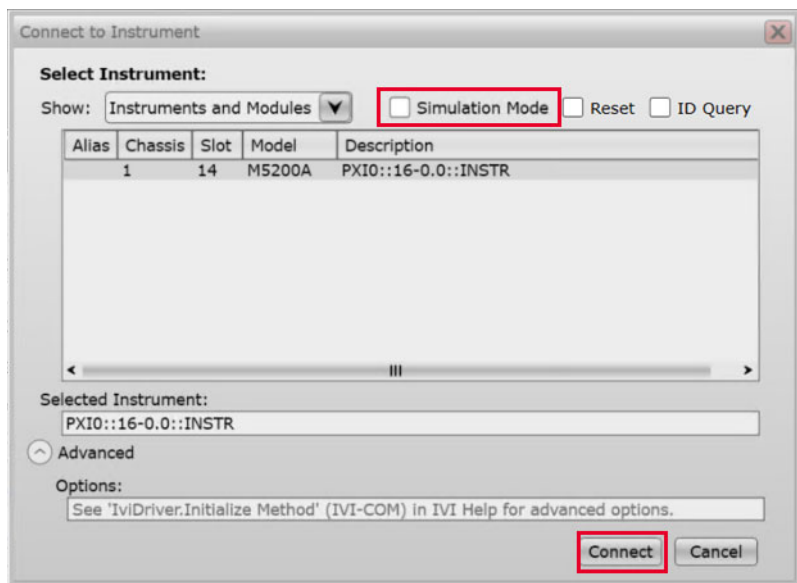 Connect to Instrument
Select Instrument:
Show: Instruments and Modules Simulation Mode Reset ID Query
Alias Chassis Slot Model Description
1 14 M5200A PXI0::16-0.0::INSTR
Selected Instrument:
PXI0::16-0.0::INSTR
Advanced
Options:
See 'IviDriver.Initialize Method' (IVI-COM) in IVI Help for advanced options.
Connect Cancel